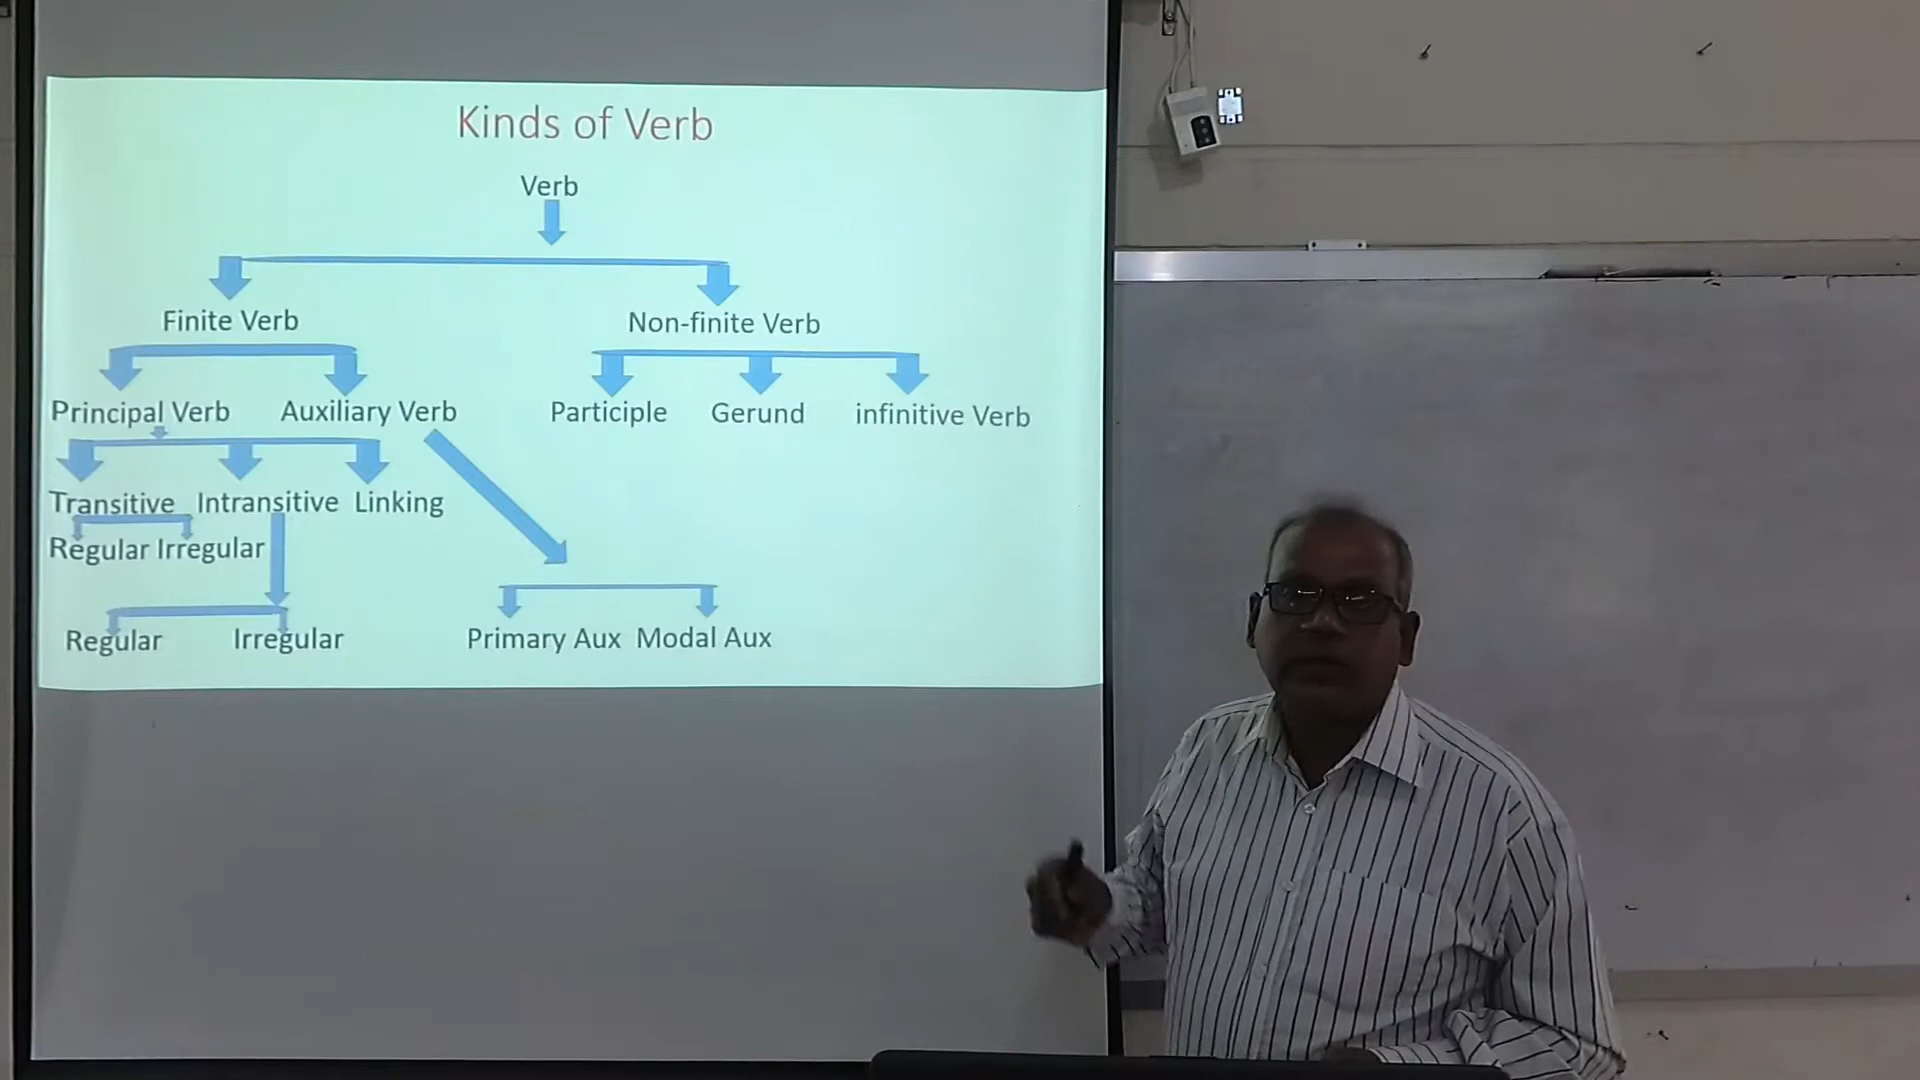 Kinds of Verb
Verb
Finite Verb Non-finite Verb
Principal Verb Auxiliary Verb Participle Gerund infinitive Verb
Transitive Intransitive Linking
Regular Irregular
Regular Irregular Primary Aux Modal Aux